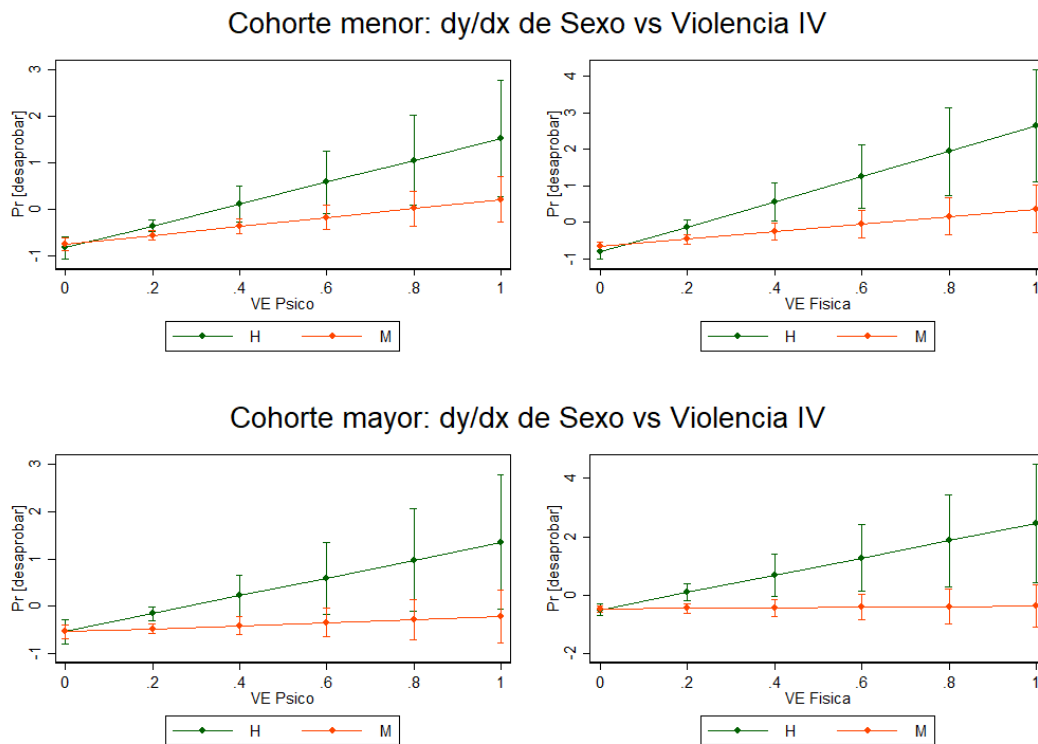 Cohorte menor: dy/dx de Sexo vs Violencia IV
Pr [desaprobar]
3
2
1
0
-1
0 .2 .4 .6 .8 1
VE Psico
H M
Pr [desaprobar]
4
3
2
1
0
-1
0 .2 .4 .6 .8 1
VE Fisica
H M
Cohorte mayor: dy/dx de Sexo vs Violencia IV
Pr [desaprobar]
3
2
1
0
-1
0 .2 .4 .6 .8 1
VE Psico
H M
Pr [desaprobar]
4
2
0
-2
0 .2 .4 .6 .8 1
VE Fisica
H M